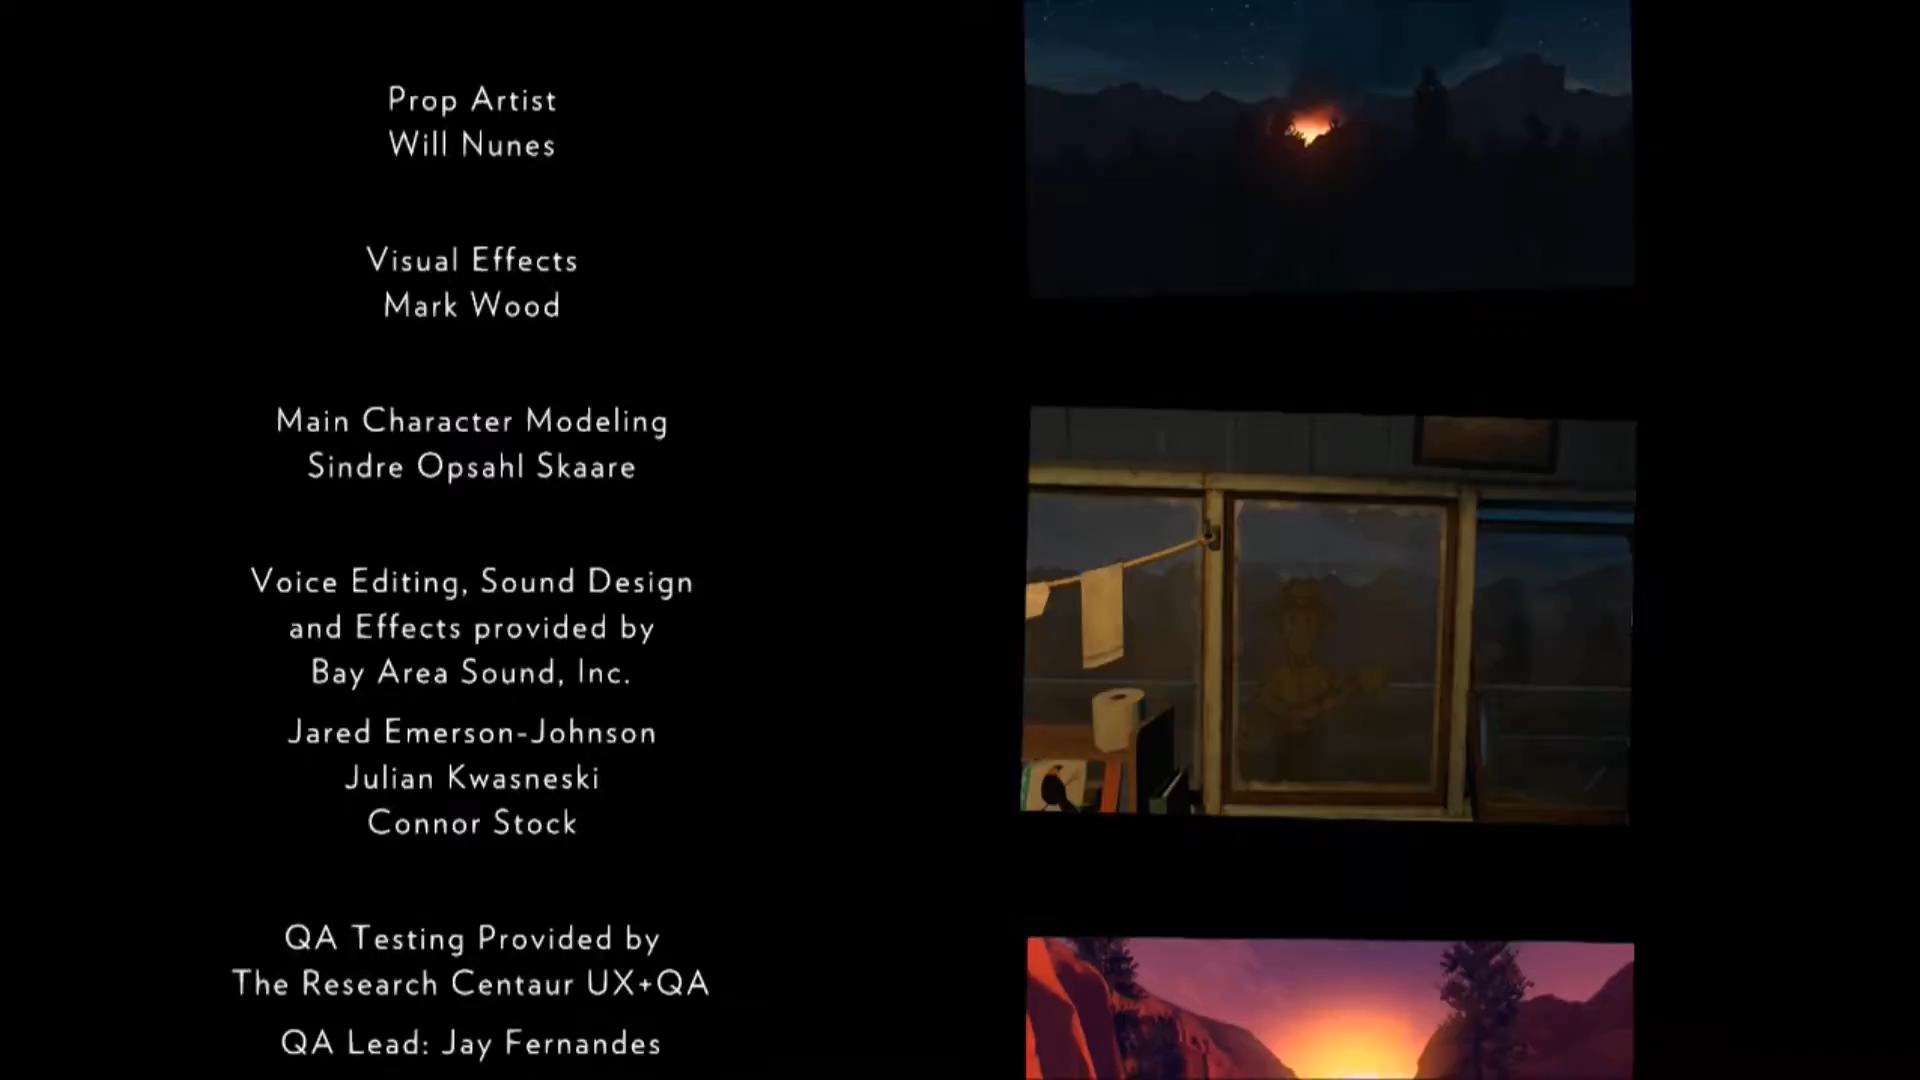 Prop Artist
Will Nunes
Visual Effects
Mark Wood
Main Character Modeling
Sindre Opsahl Skaare
Voice Editing, Sound Design
and Effects provided by
Bay Area Sound, Inc.
Jared Emerson-Johnson
Julian Kwasneski
Connor Stock
QA Testing Provided by
The Research Centaur UX+QA
QA Lead: Jay Fernandes